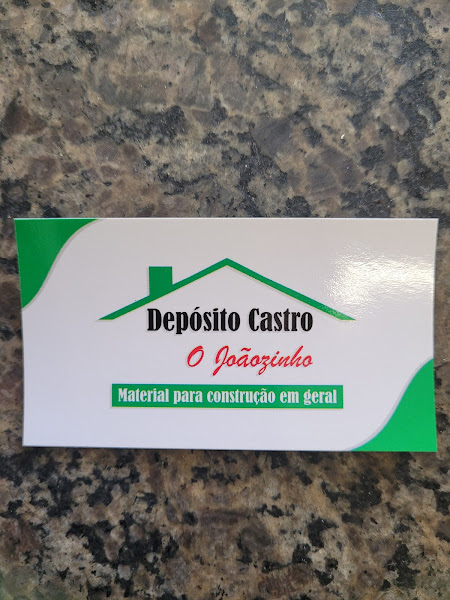 Depósito Castro
O Joãozinho
Material para construção em geral